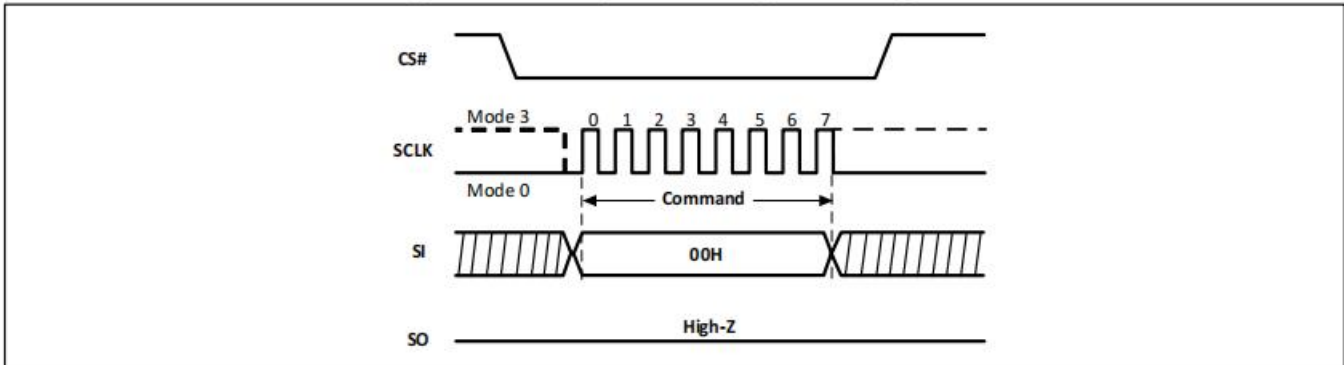 CS#
Mode 3
0 1 2 3 4 5 6 7
SCLK
Mode 0
Command
SI
00H
High-Z
SO